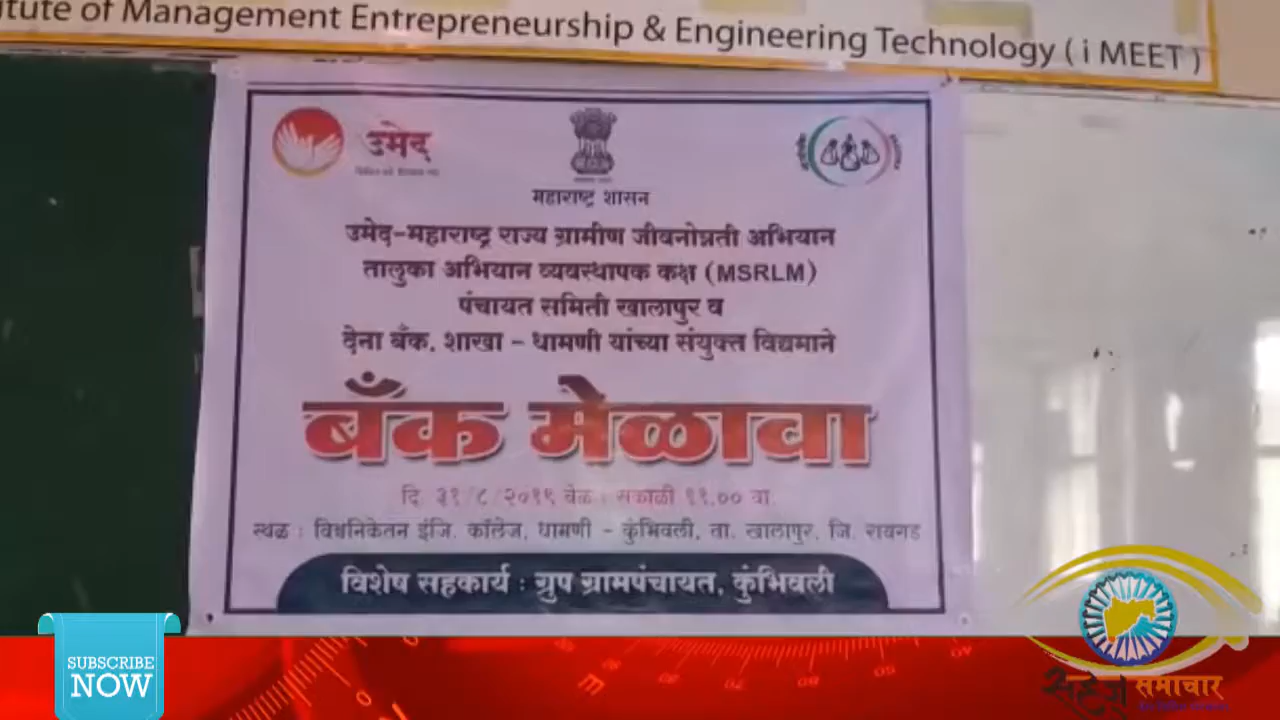 itute of Management Entrepreneurship & Engineering Technology ( i MEET )
उमेद
महाराष्ट्र शासन
उमेद-महाराष्ट्र राज्य ग्रामीण जीवनोन्नती अभियान
तालुका अभियान व्यवस्थापक कक्ष (MSRLM)
पंचायत समिती खालापुर व
देना बँक. शाखा - धामणी यांच्या संयुक्त विद्यमाने
बँक मेळावा
दि. ३१/८/२०१९ वेळ : सकाळी ११.०० वा.
स्थळ : विश्वनिकेतन इंजि. कॉलेज, धामणी - कुंभिवली, ता. खालापुर, जि. रायगड
विशेष सहकार्य : ग्रुप ग्रामपंचायत, कुंभिवली
SUBSCRIBE
NOW
सहज समाचार